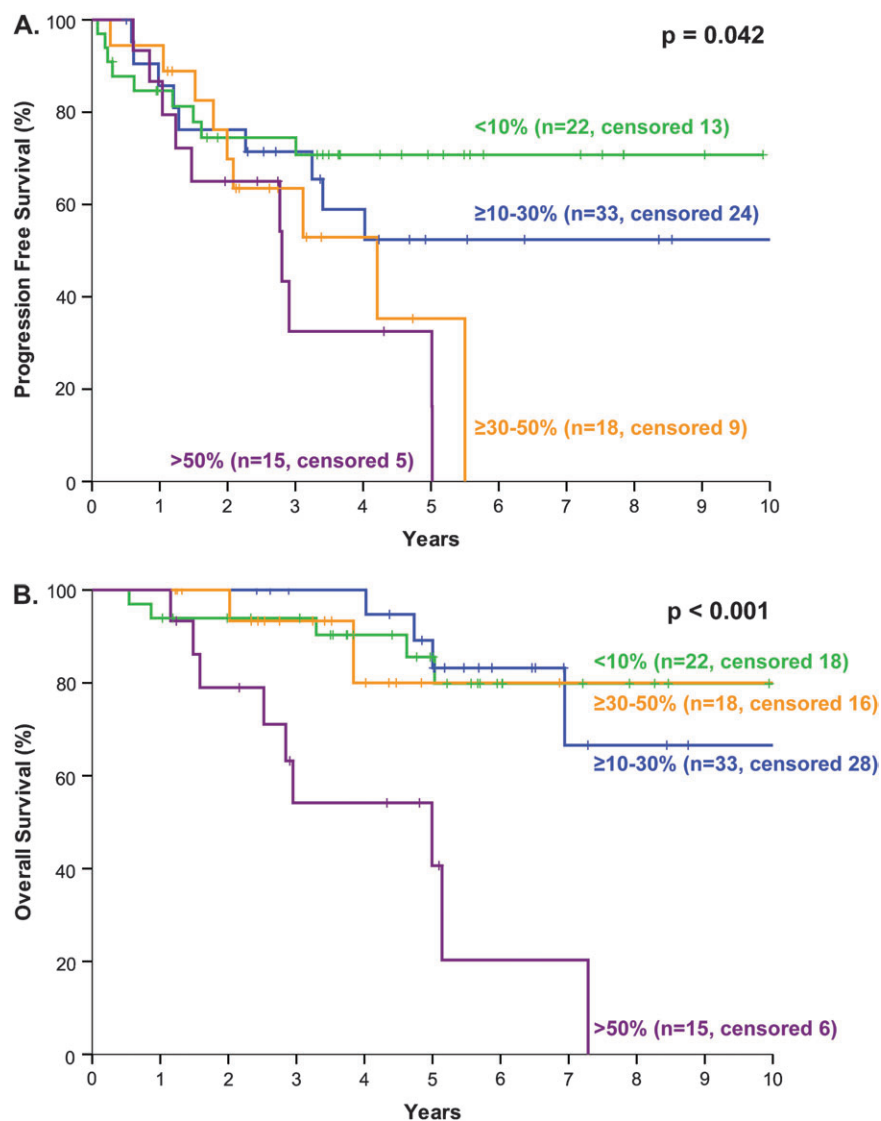 A.
p = 0.042
100
80
60
40
20
0
Progression Free Survival (%)
<10% (n=22, censored 13)
≥10-30% (n=33, censored 24)
≥30-50% (n=18, censored 9)
>50% (n=15, censored 5)
0 1 2 3 4 5 6 7 8 9 10
Years
B.
p < 0.001
100
80
60
40
20
0
Overall Survival (%)
<10% (n=22, censored 18)
≥30-50% (n=18, censored 16)
≥10-30% (n=33, censored 28)
>50% (n=15, censored 6)
0 1 2 3 4 5 6 7 8 9 10
Years